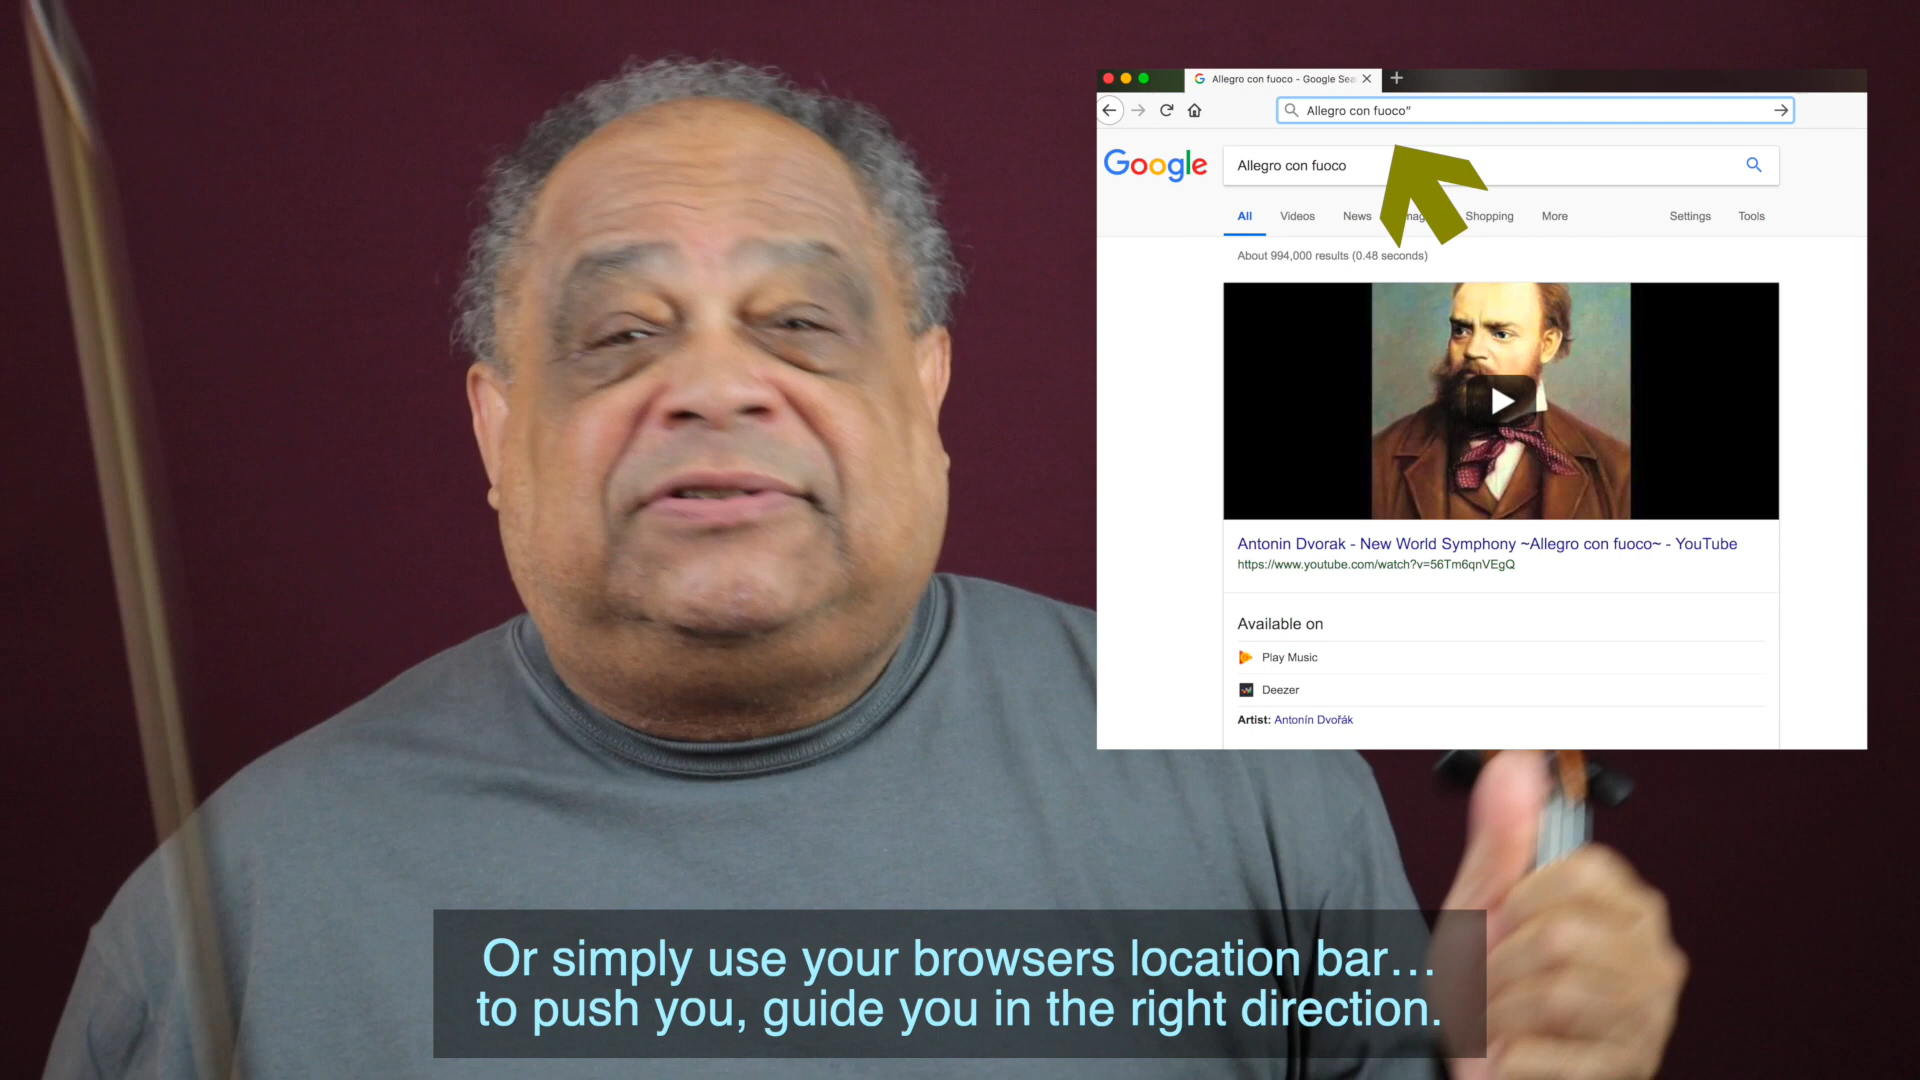 Allegro con fuoco - Google Sea
Allegro con fuoco"
Google
Allegro con fuoco
All Videos News Shopping More Settings Tools
About 994,000 results (0.48 seconds)
Antonin Dvorak - New World Symphony ~Allegro con fuoco~ - YouTube
https://www.youtube.com/watch?v=56Tm6qnVEgQ
Available on
Play Music
Deezer
Artist: Antonín Dvořák
Or simply use your browsers location bar...
to push you, guide you in the right direction.